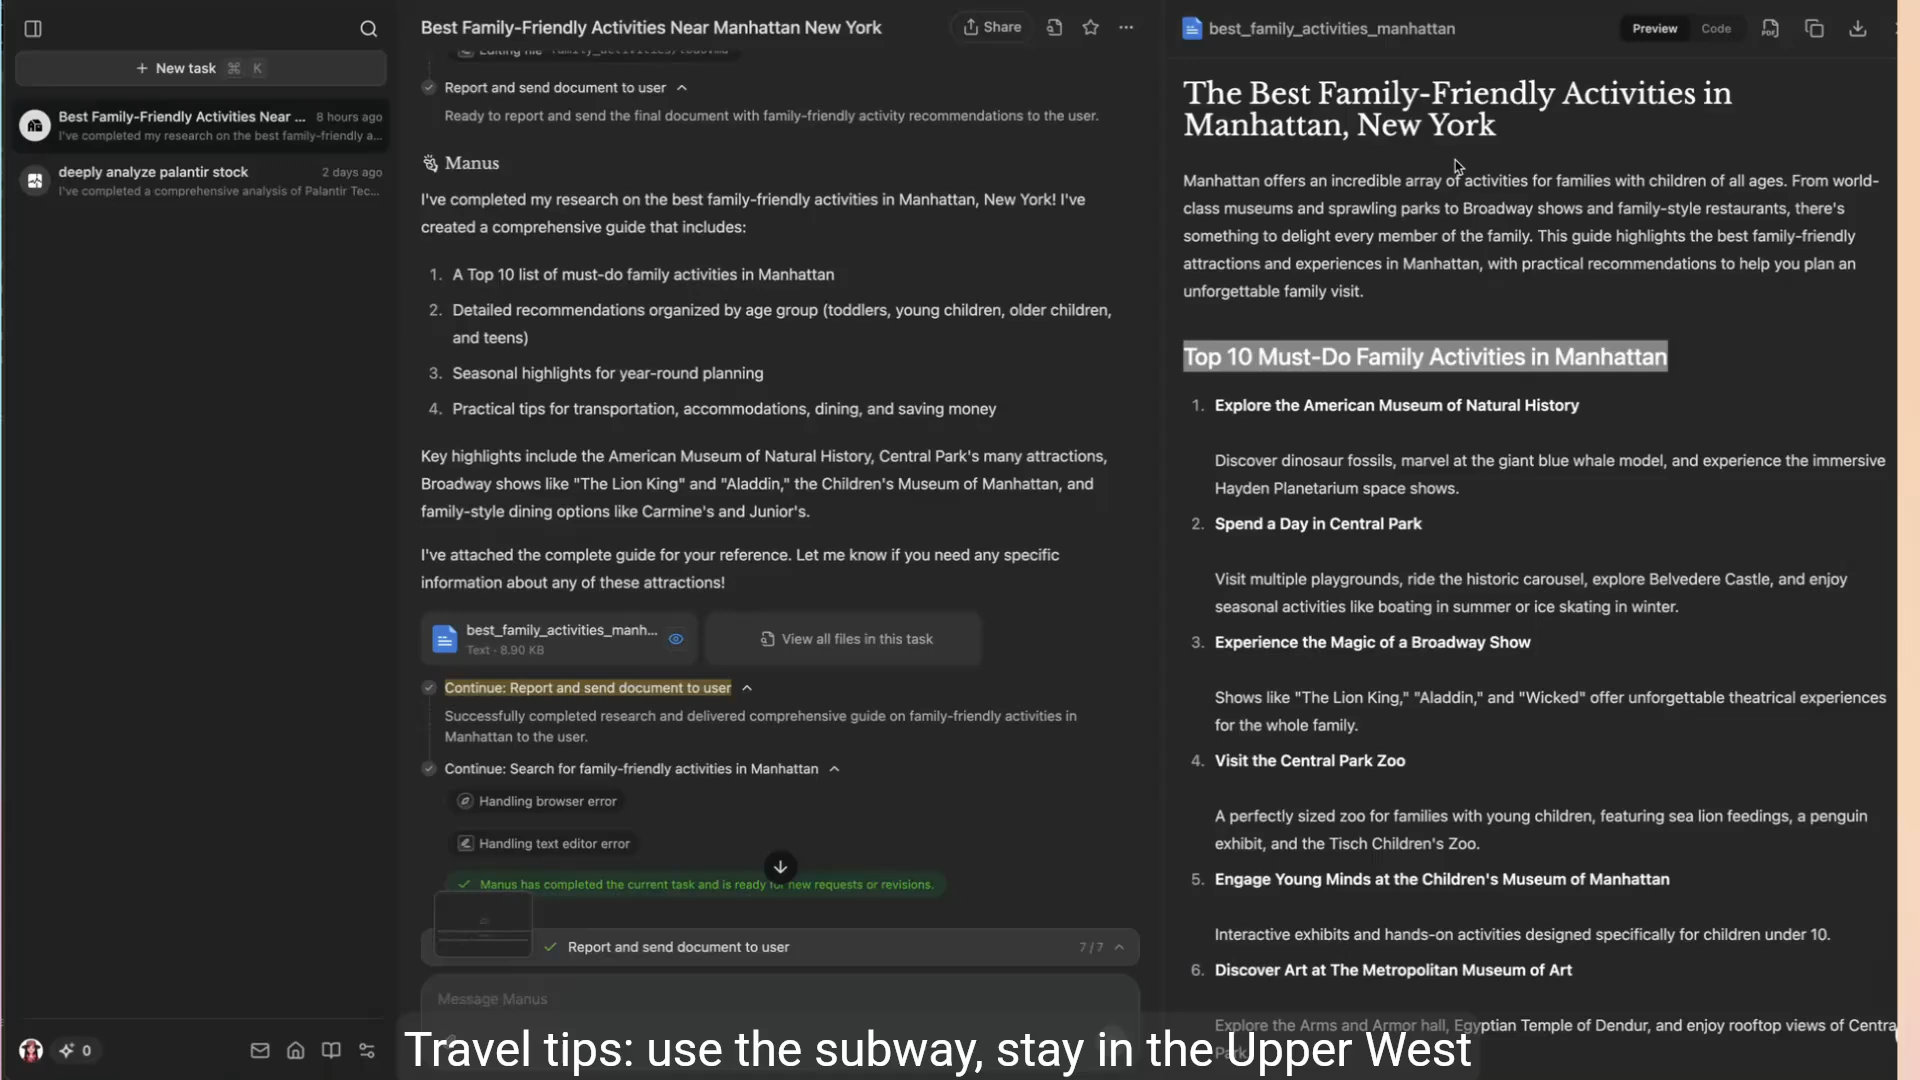 New task ⌘ K
Best Family-Friendly Activities Near ... 8 hours ago
I've completed my research on the best family-friendly a...
deeply analyze palantir stock 2 days ago
I've completed a comprehensive analysis of Palantir Tec...
0
Best Family-Friendly Activities Near Manhattan New York
Share
Editing file family_activities/todo.md
Report and send document to user
Ready to report and send the final document with family-friendly activity recommendations to the user.
Manus
I've completed my research on the best family-friendly activities in Manhattan, New York! I've
created a comprehensive guide that includes:
1. A Top 10 list of must-do family activities in Manhattan
2. Detailed recommendations organized by age group (toddlers, young children, older children,
and teens)
3. Seasonal highlights for year-round planning
4. Practical tips for transportation, accommodations, dining, and saving money
Key highlights include the American Museum of Natural History, Central Park's many attractions,
Broadway shows like "The Lion King" and "Aladdin," the Children's Museum of Manhattan, and
family-style dining options like Carmine's and Junior's.
I've attached the complete guide for your reference. Let me know if you need any specific
information about any of these attractions!
best_family_activities_manh...
Text · 8.90 KB
View all files in this task
Continue: Report and send document to user
Successfully completed research and delivered comprehensive guide on family-friendly activities in
Manhattan to the user.
Continue: Search for family-friendly activities in Manhattan
Handling browser error
Handling text editor error
Manus has completed the current task and is ready for new requests or revisions.
Report and send document to user 7 / 7
Message Manus
best_family_activities_manhattan
Preview Code
The Best Family-Friendly Activities in
Manhattan, New York
Manhattan offers an incredible array of activities for families with children of all ages. From world-
class museums and sprawling parks to Broadway shows and family-style restaurants, there's
something to delight every member of the family. This guide highlights the best family-friendly
attractions and experiences in Manhattan, with practical recommendations to help you plan an
unforgettable family visit.
Top 10 Must-Do Family Activities in Manhattan
1. Explore the American Museum of Natural History
Discover dinosaur fossils, marvel at the giant blue whale model, and experience the immersive
Hayden Planetarium space shows.
2. Spend a Day in Central Park
Visit multiple playgrounds, ride the historic carousel, explore Belvedere Castle, and enjoy
seasonal activities like boating in summer or ice skating in winter.
3. Experience the Magic of a Broadway Show
Shows like "The Lion King," "Aladdin," and "Wicked" offer unforgettable theatrical experiences
for the whole family.
4. Visit the Central Park Zoo
A perfectly sized zoo for families with young children, featuring sea lion feedings, a penguin
exhibit, and the Tisch Children's Zoo.
5. Engage Young Minds at the Children's Museum of Manhattan
Interactive exhibits and hands-on activities designed specifically for children under 10.
6. Discover Art at The Metropolitan Museum of Art
Explore the Arms and Armor hall, Egyptian Temple of Dendur, and enjoy rooftop views of Centra
Park
Travel tips: use the subway, stay in the Upper West